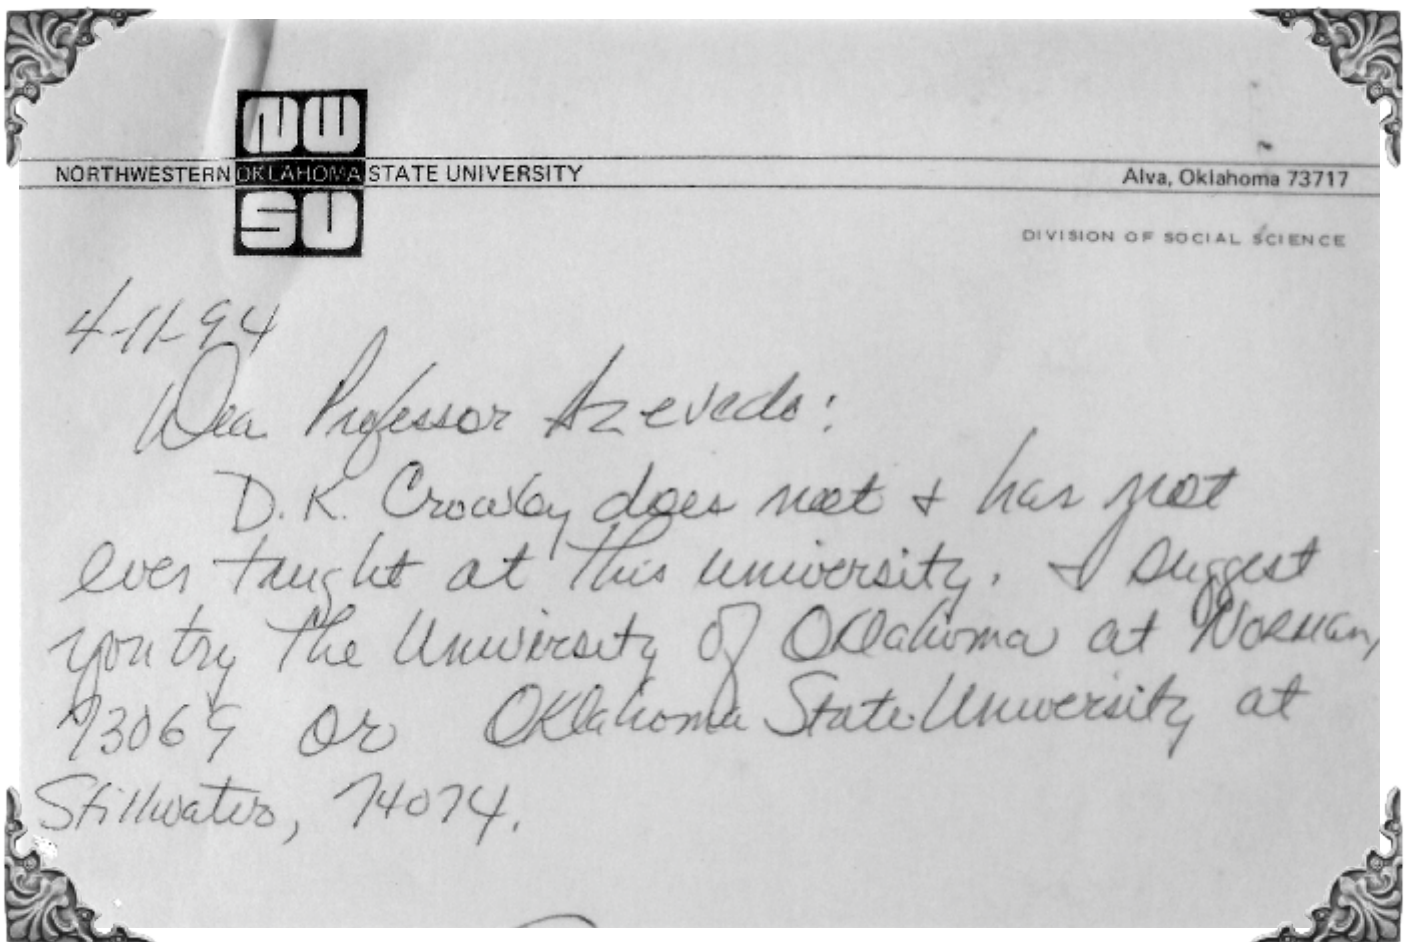 NW
NORTHWESTERN OKLAHOMA STATE UNIVERSITY Alva, Oklahoma 73717
SU
DIVISION OF SOCIAL SCIENCE
4-11-94
Dear Professor Azevedo:
D.K. Crowley does not & has not
ever taught at this university. I suggest
you try the University of Oklahoma at Norman,
73069 or Oklahoma State University at
Stillwater, 74074.